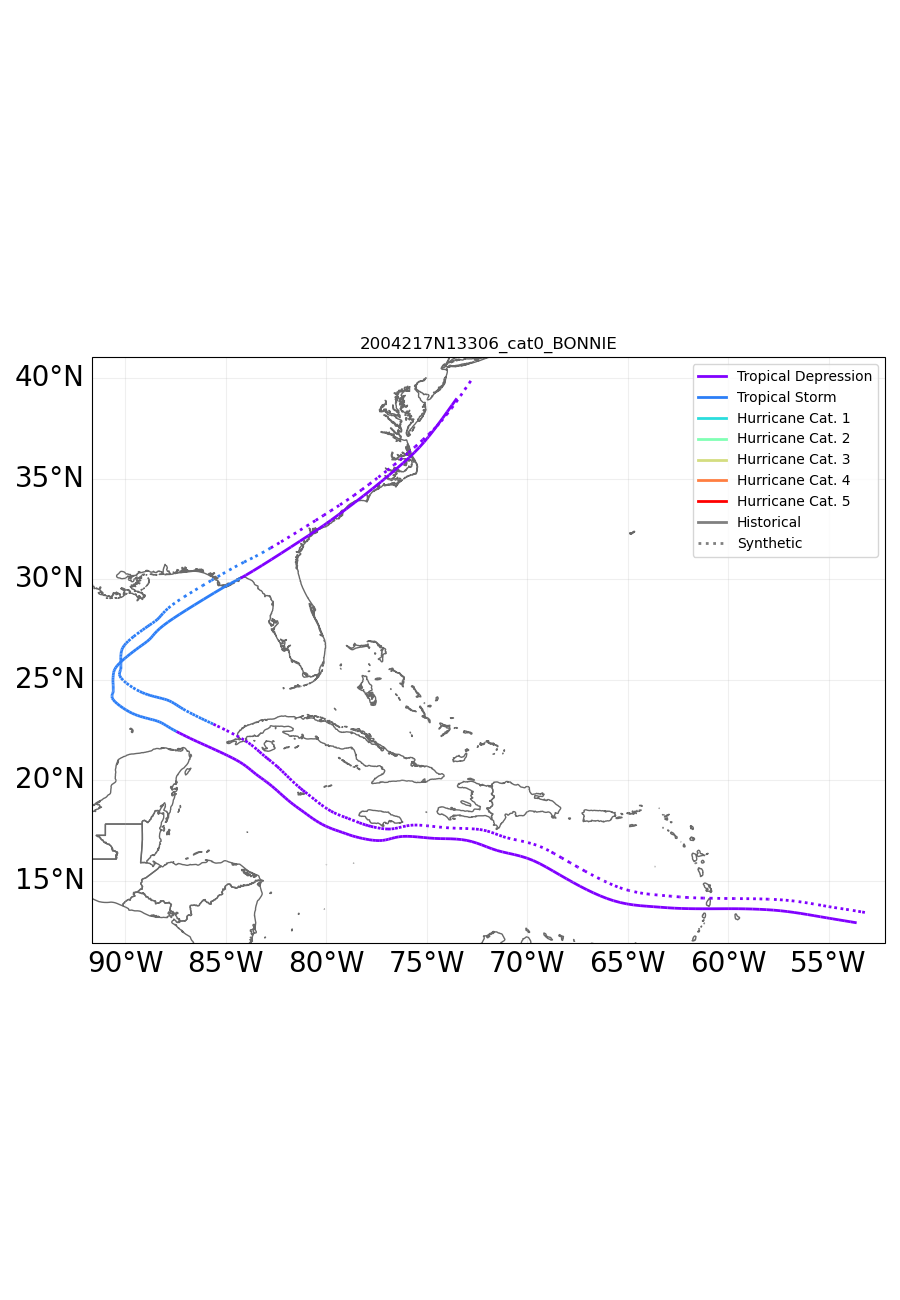 2004217N13306_cat0_BONNIE
Tropical Depression
Tropical Storm
Hurricane Cat. 1
Hurricane Cat. 2
Hurricane Cat. 3
Hurricane Cat. 4
Hurricane Cat. 5
Historical
Synthetic
40°N
35°N
30°N
25°N
20°N
15°N
90°W 85°W 80°W 75°W 70°W 65°W 60°W 55°W